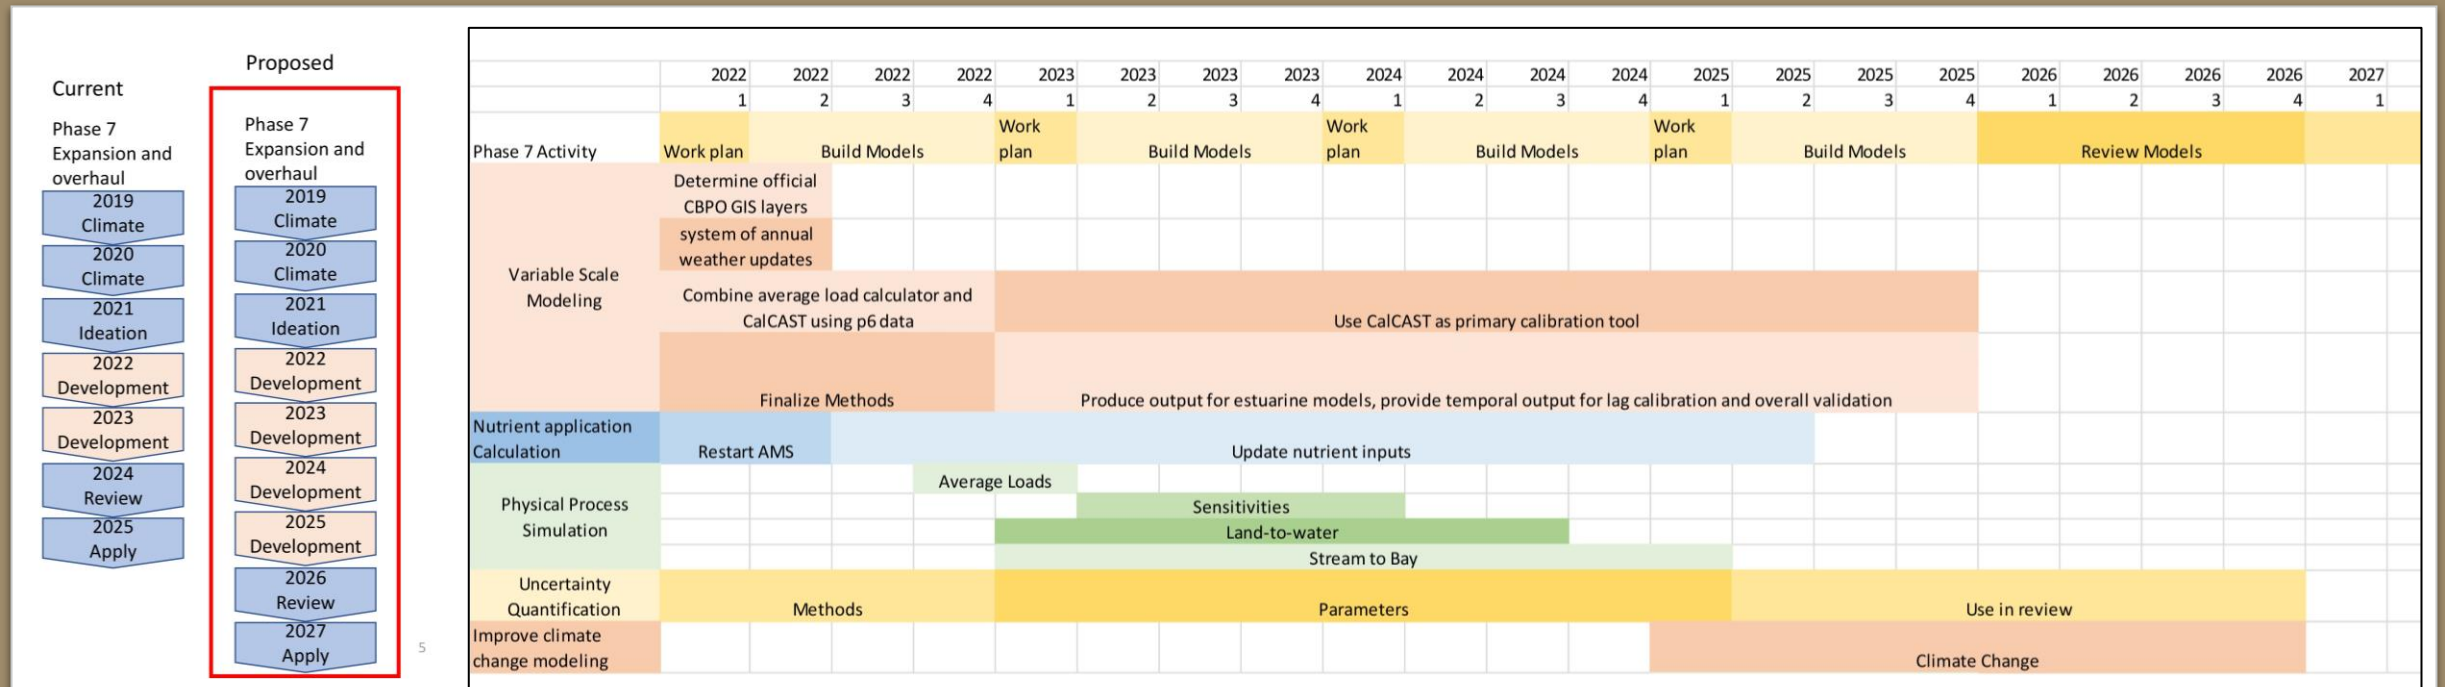 Current
Phase 7
Expansion and
overhaul
2019
Climate
2020
Climate
2021
Ideation
2022
Development
2023
Development
2024
Review
2025
Apply
Proposed
Phase 7
Expansion and
overhaul
2019
Climate
2020
Climate
2021
Ideation
2022
Development
2023
Development
2024
Development
2025
Development
2026
Review
2027
Apply
5
2022 2022 2022 2022 2023 2023 2023 2023 2024 2024 2024 2024 2025 2025 2025 2025 2026 2026 2026 2026 2027
1 2 3 4 1 2 3 4 1 2 3 4 1 2 3 4 1 2 3 4 1
Phase 7 Activity
Work plan
Build Models
Work
plan
Build Models
Work
plan
Build Models
Work
plan
Build Models
Review Models
Variable Scale
Modeling
Determine official
CBPO GIS layers
system of annual
weather updates
Combine average load calculator and
CalCAST using p6 data
Use CalCAST as primary calibration tool
Finalize Methods
Produce output for estuarine models, provide temporal output for lag calibration and overall validation
Nutrient application
Calculation
Restart AMS
Update nutrient inputs
Physical Process
Simulation
Average Loads
Sensitivities
Land-to-water
Stream to Bay
Uncertainty
Quantification
Methods
Parameters
Use in review
Improve climate
change modeling
Climate Change